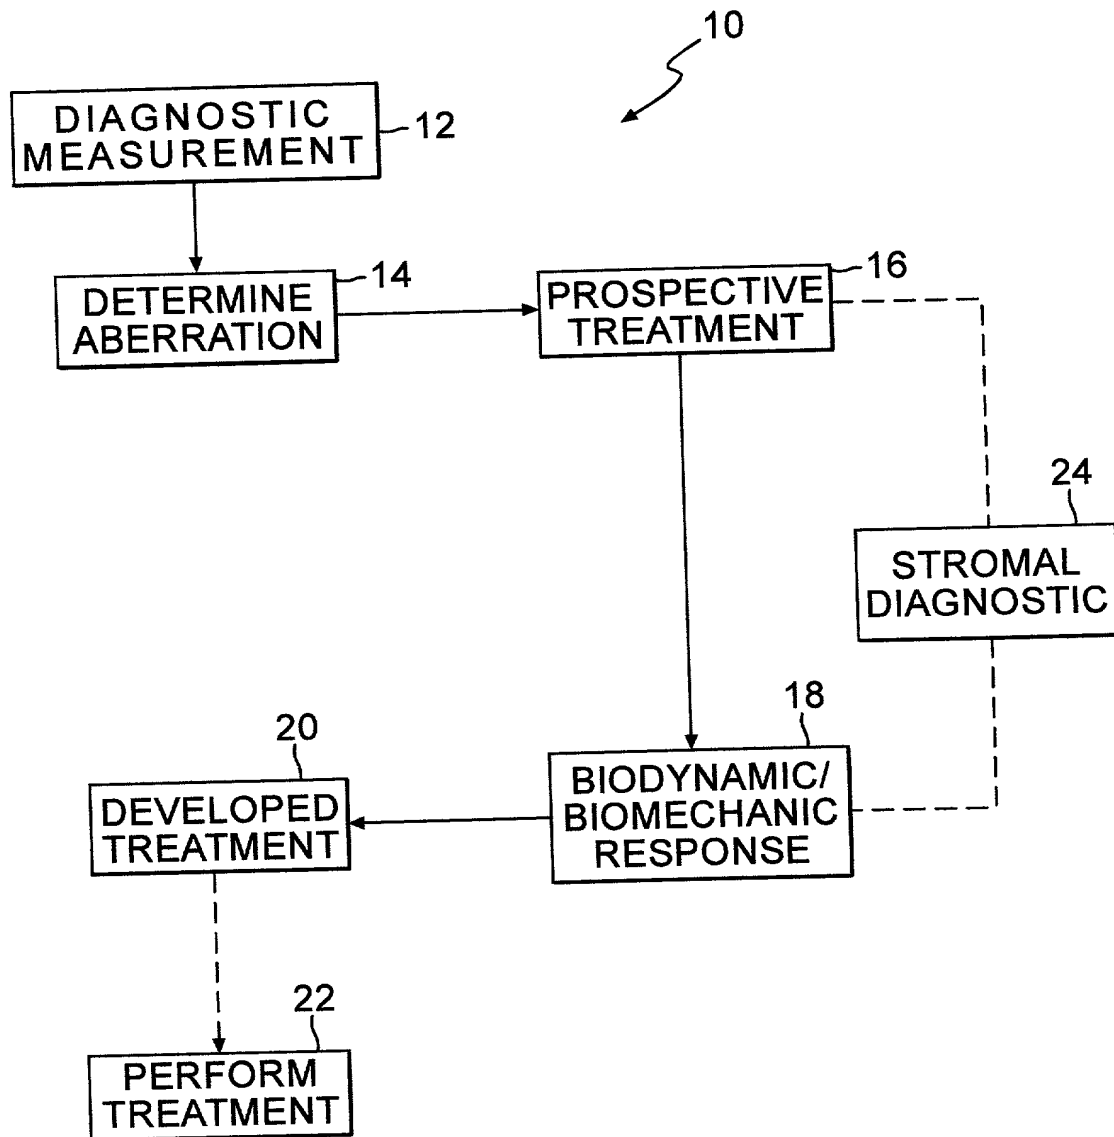 10
DIAGNOSTIC
MEASUREMENT
12
DETERMINE
ABERRATION
14
PROSPECTIVE
TREATMENT
16
STROMAL
DIAGNOSTIC
24
BIODYNAMIC/
BIOMECHANIC
RESPONSE
18
DEVELOPED
TREATMENT
20
PERFORM
TREATMENT
22